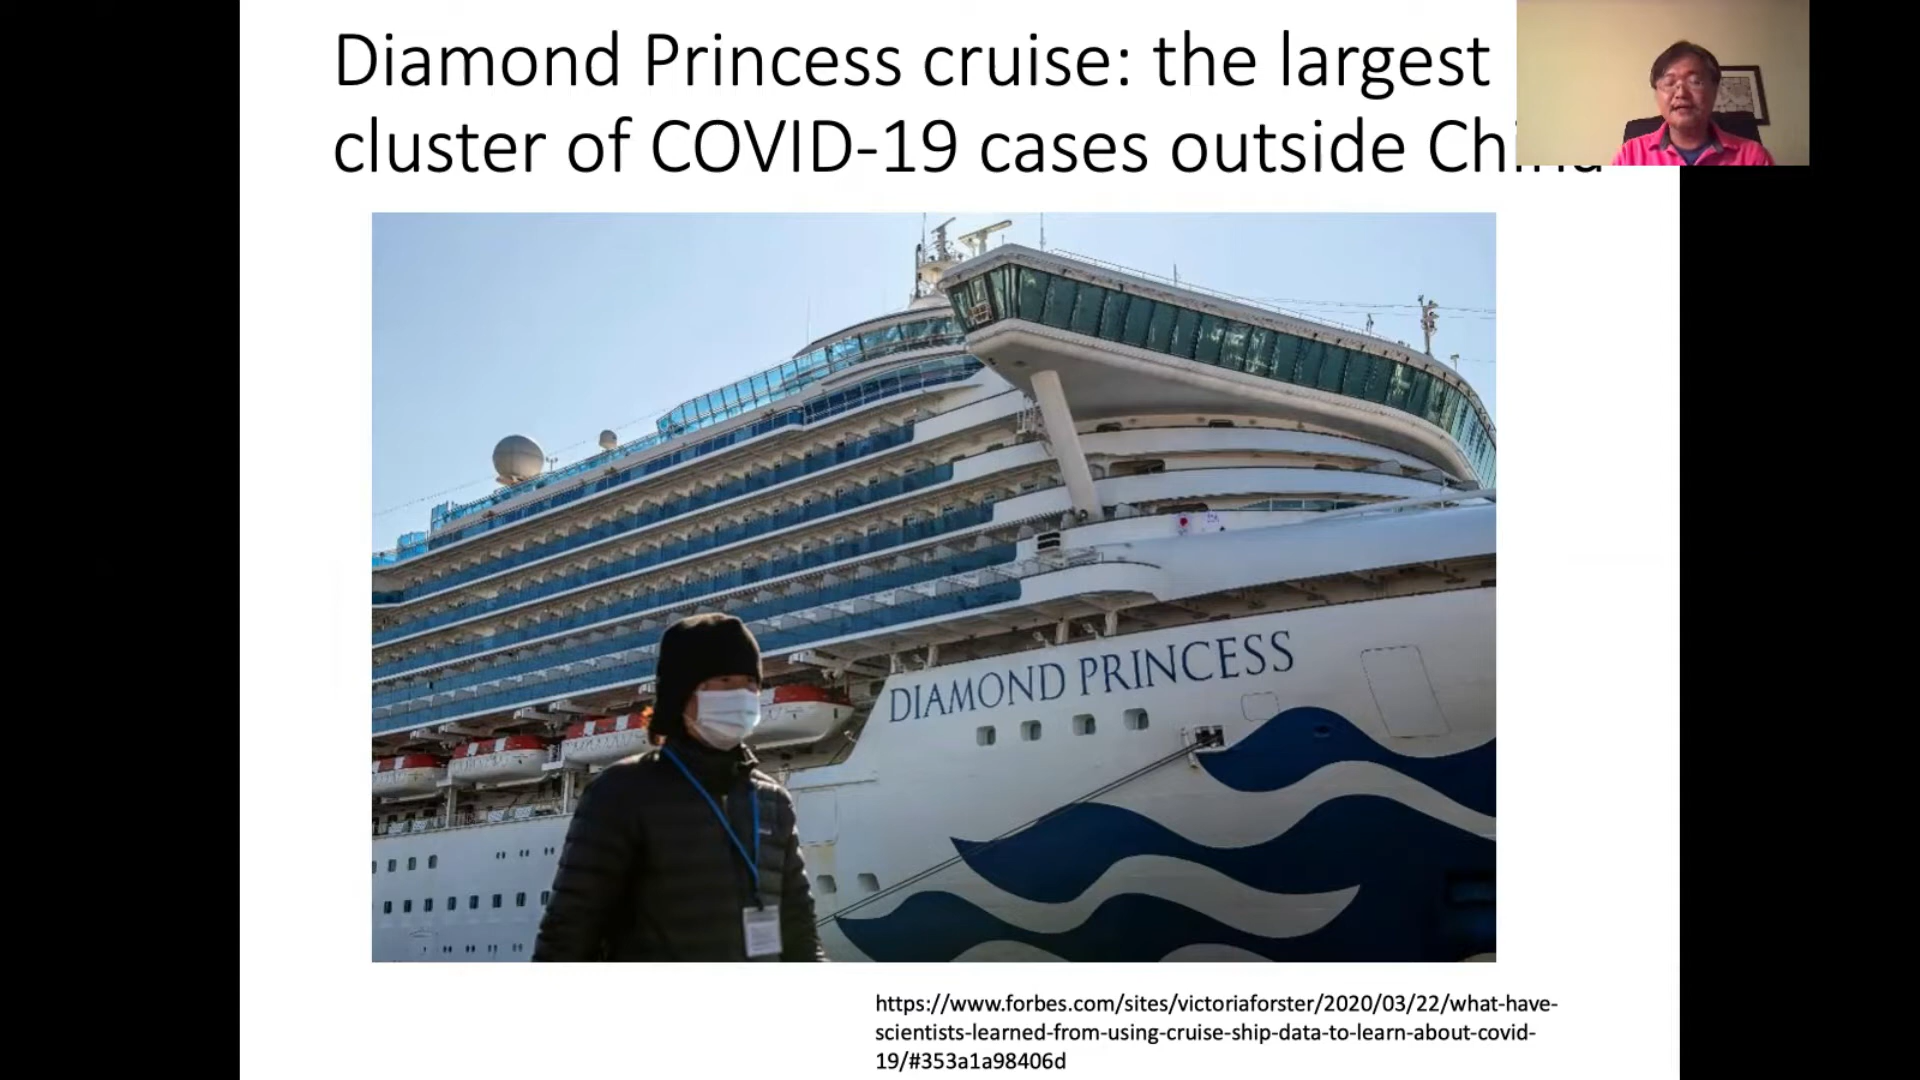 Diamond Princess cruise: the largest
cluster of COVID-19 cases outside China
DIAMOND PRINCESS
https://www.forbes.com/sites/victoriaforster/2020/03/22/what-have-
scientists-learned-from-using-cruise-ship-data-to-learn-about-covid-
19/#353a1a98406d